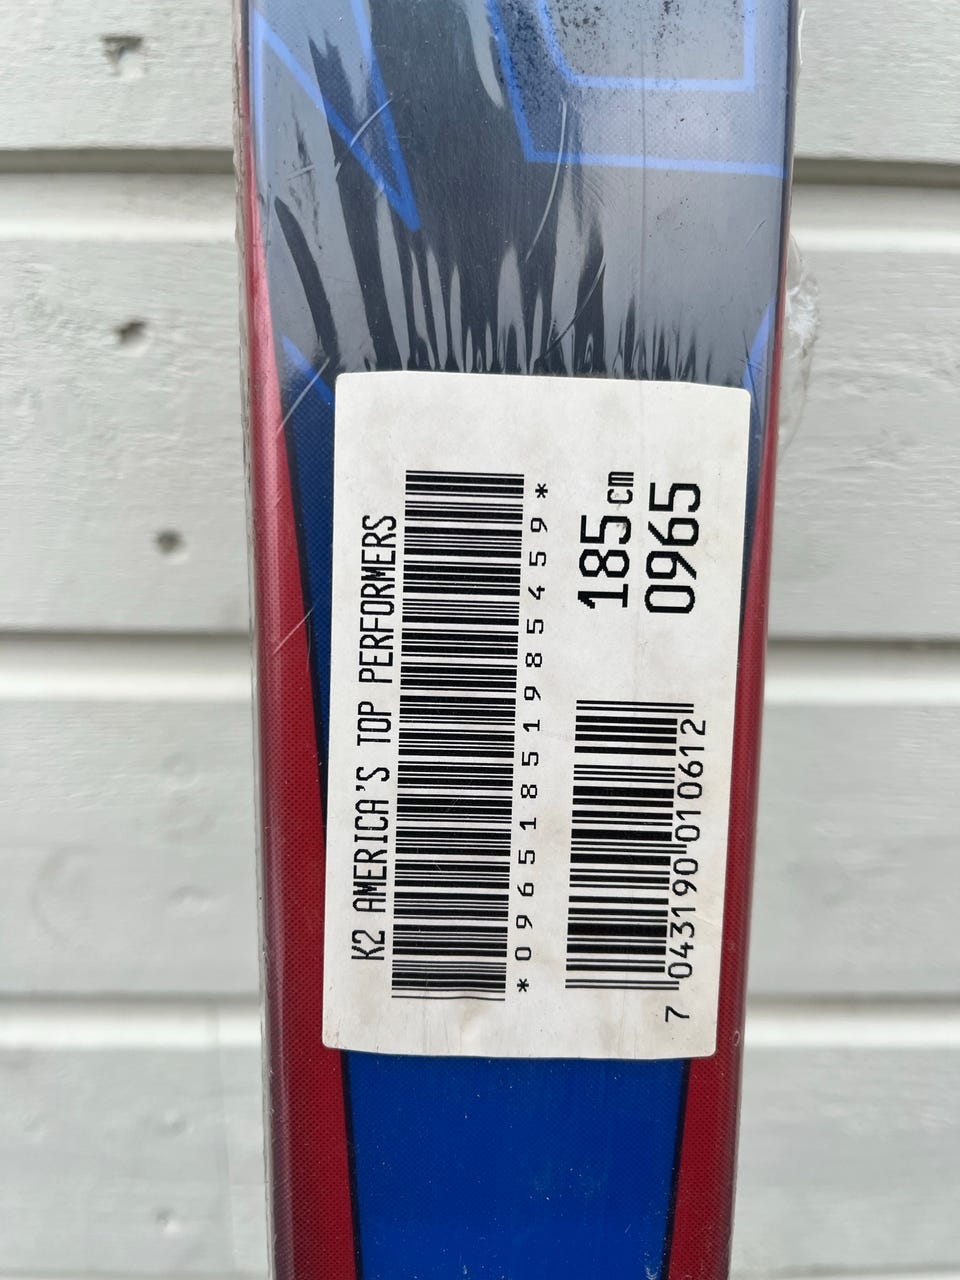 K2 AMERICA'S TOP PERFORMERS
*09651851985459*
185cm
0965
7 043190 010612